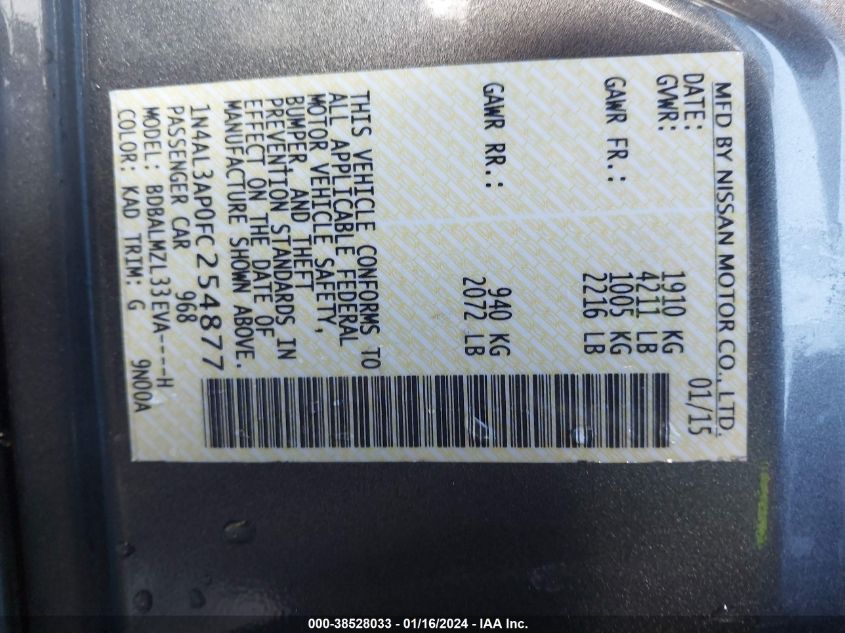 MFD BY NISSAN MOTOR CO., LTD.
DATE: 01/15
GVWR: 1910 KG
4211 LB
GAWR FR.: 1005 KG
2216 LB
GAWR RR.: 940 KG
2072 LB
THIS VEHICLE CONFORMS TO
ALL APPLICABLE FEDERAL
MOTOR VEHICLE SAFETY,
BUMPER AND THEFT
PREVENTION STANDARDS IN
EFFECT ON THE DATE OF
MANUFACTURE SHOWN ABOVE.
1N4AL3AP0FC254877
PASSENGER CAR 968
MODEL: BDBALMZL33EVA----H
COLOR: KAD TRIM: G 9N00A
000-38528033 - 01/16/2024 - IAA Inc.